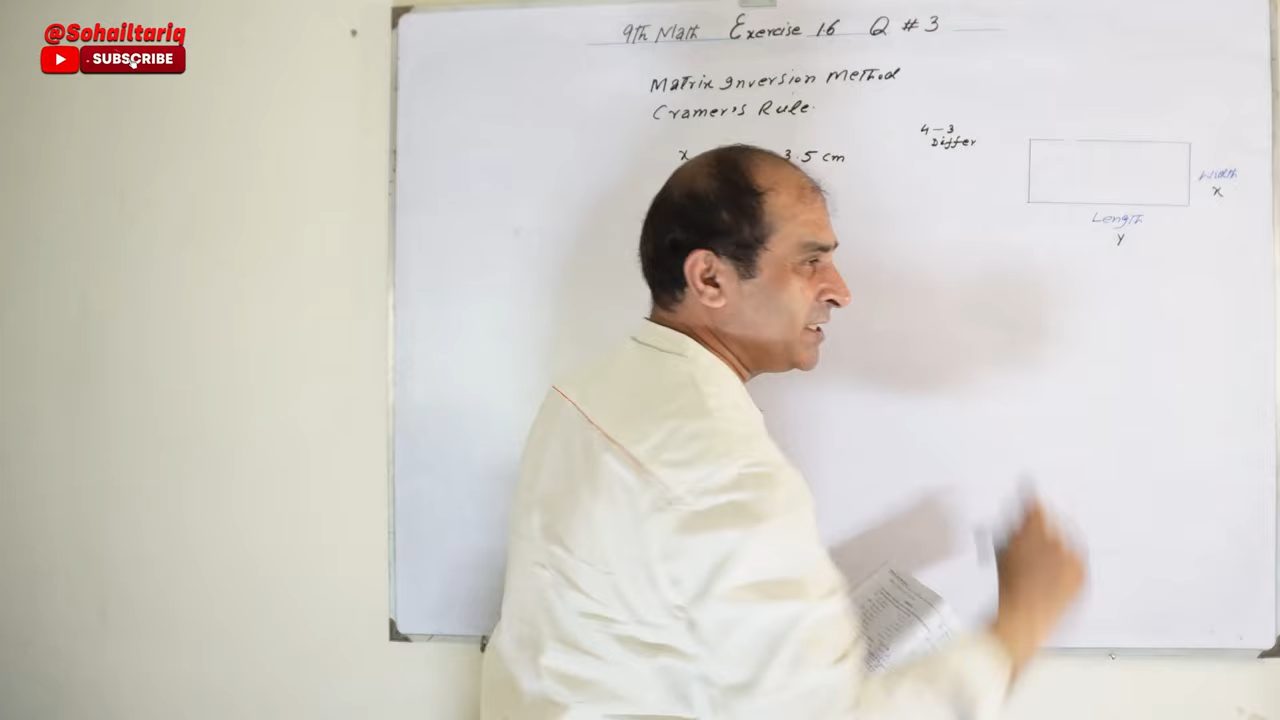 @Sohailtariq
SUBSCRIBE
9Th Math Exercise 1.6 Q # 3
Matrix Inversion Method
Cramer's Rule.
4 - 3
Differ
x 3.5 cm
Width
x
Length
y